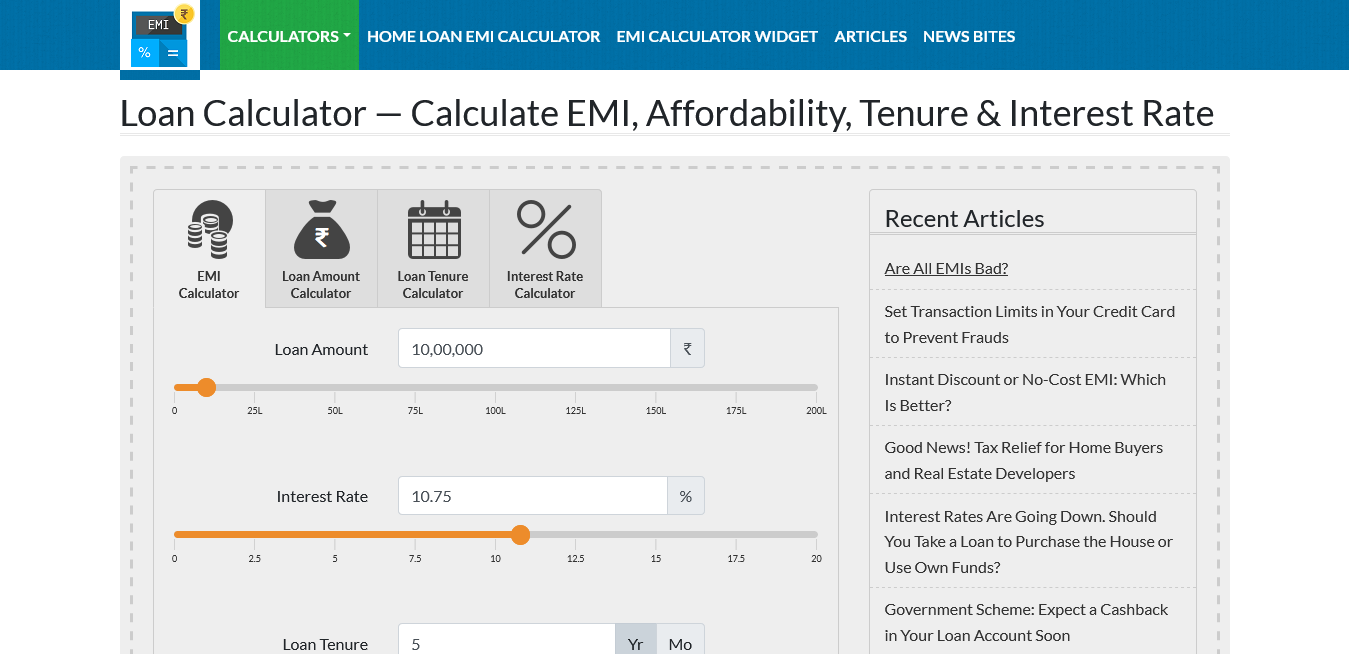 EMI
₹
%
=
CALCULATORS
HOME LOAN EMI CALCULATOR
EMI CALCULATOR WIDGET
ARTICLES
NEWS BITES
Loan Calculator — Calculate EMI, Affordability, Tenure & Interest Rate
EMI
Calculator
₹
Loan Amount
Calculator
Loan Tenure
Calculator
Interest Rate
Calculator
Loan Amount
10,00,000
₹
0 25L 50L 75L 100L 125L 150L 175L 200L
Interest Rate
10.75
%
0 2.5 5 7.5 10 12.5 15 17.5 20
Loan Tenure
5
Yr
Mo
Recent Articles
Are All EMIs Bad?
Set Transaction Limits in Your Credit Card
to Prevent Frauds
Instant Discount or No-Cost EMI: Which
Is Better?
Good News! Tax Relief for Home Buyers
and Real Estate Developers
Interest Rates Are Going Down. Should
You Take a Loan to Purchase the House or
Use Own Funds?
Government Scheme: Expect a Cashback
in Your Loan Account Soon